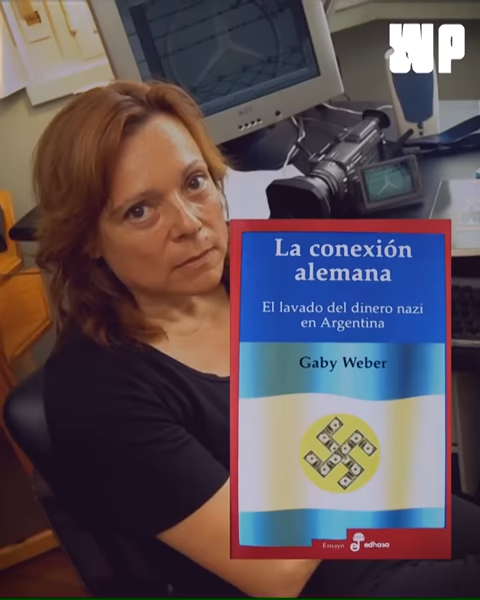 WP
La conexión
alemana
El lavado del dinero nazi
en Argentina
Gaby Weber
Ensayo
edhasa